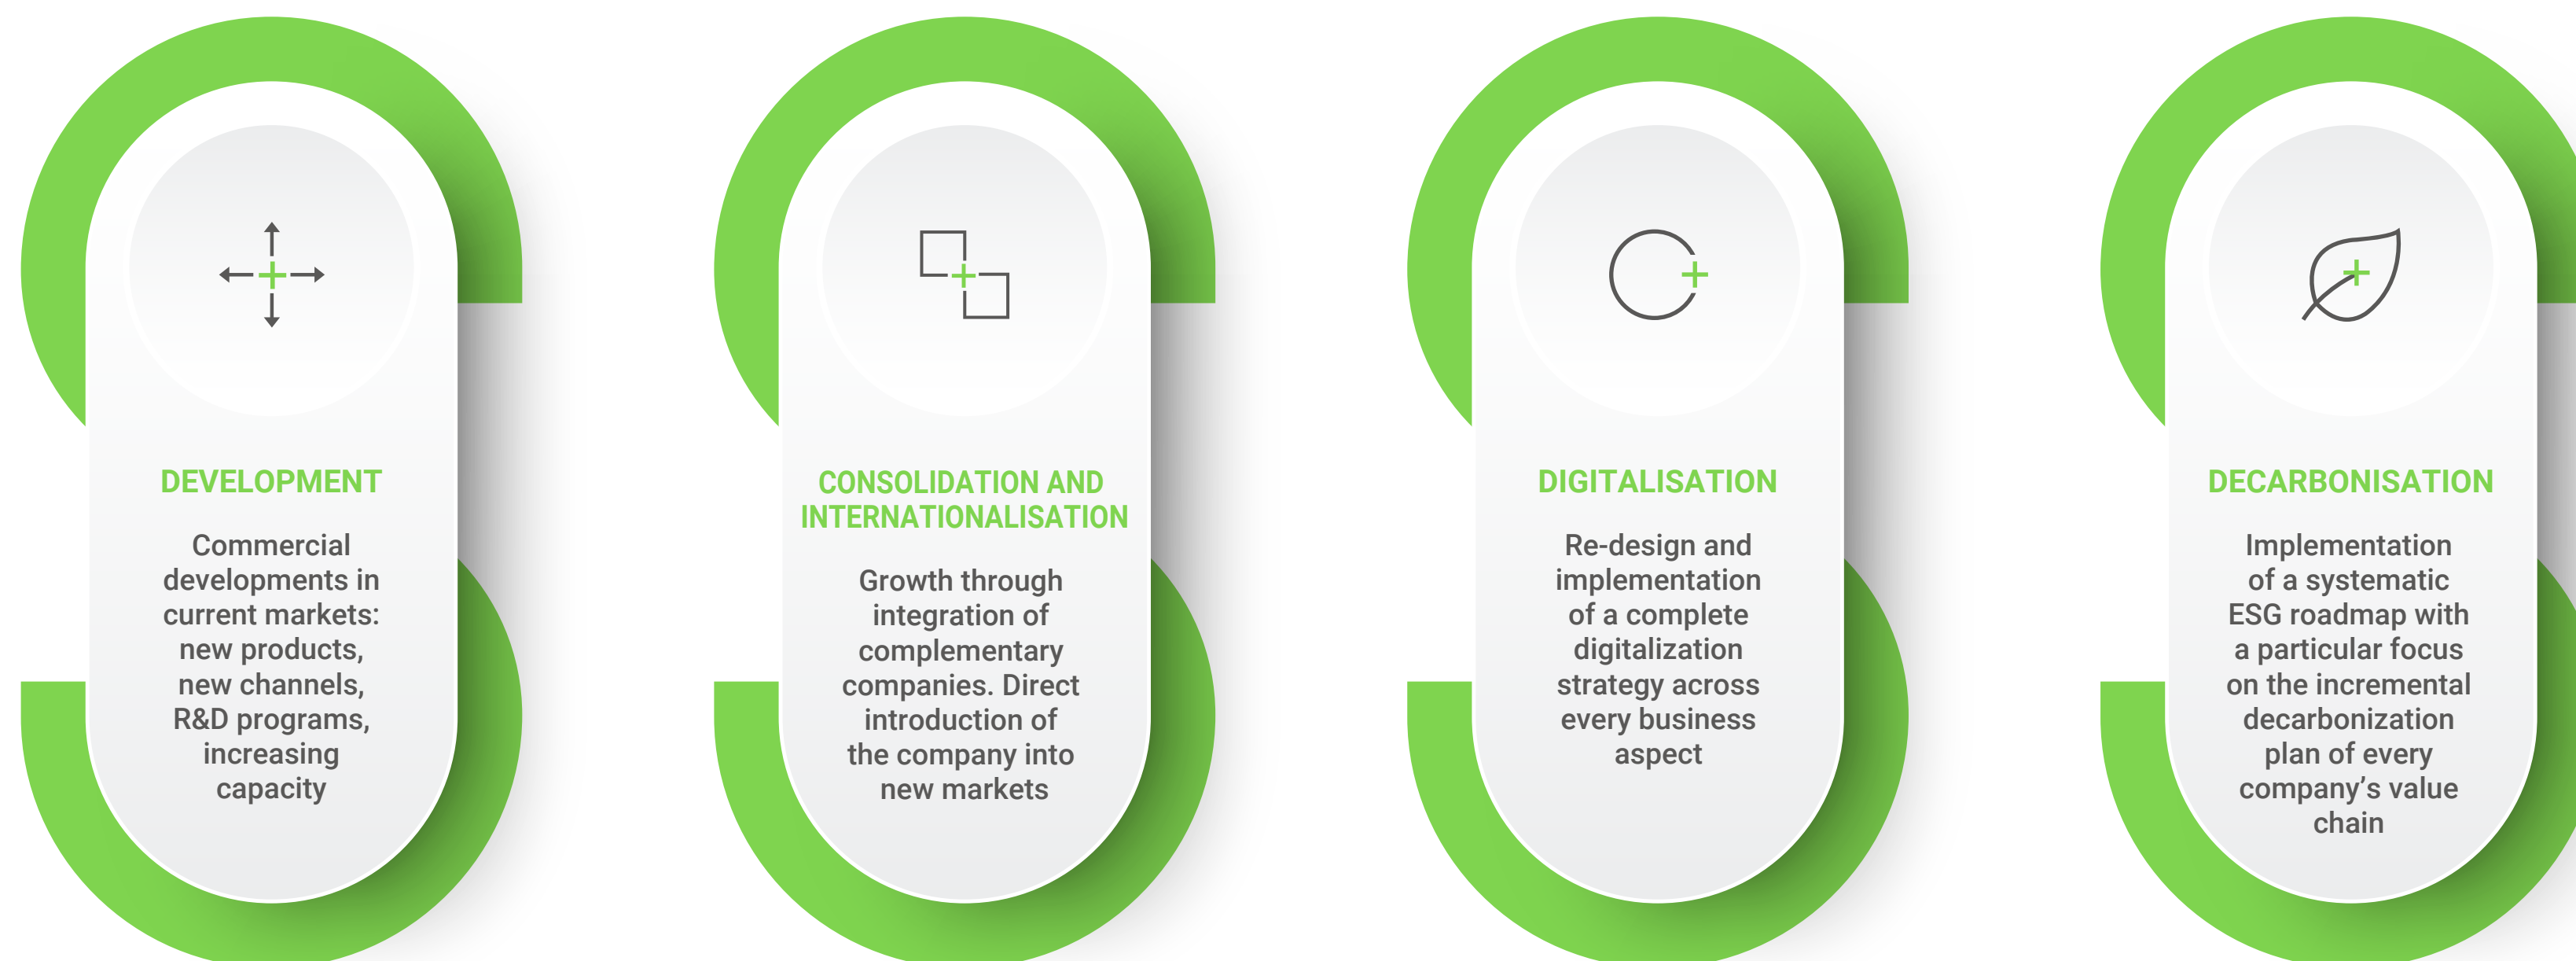 DEVELOPMENT
Commercial
developments in
current markets:
new products,
new channels,
R&D programs,
increasing
capacity
CONSOLIDATION AND
INTERNATIONALISATION
Growth through
integration of
complementary
companies. Direct
introduction of
the company into
new markets
DIGITALISATION
Re-design and
implementation
of a complete
digitalization
strategy across
every business
aspect
DECARBONISATION
Implementation
of a systematic
ESG roadmap with
a particular focus
on the incremental
decarbonization
plan of every
company’s value
chain